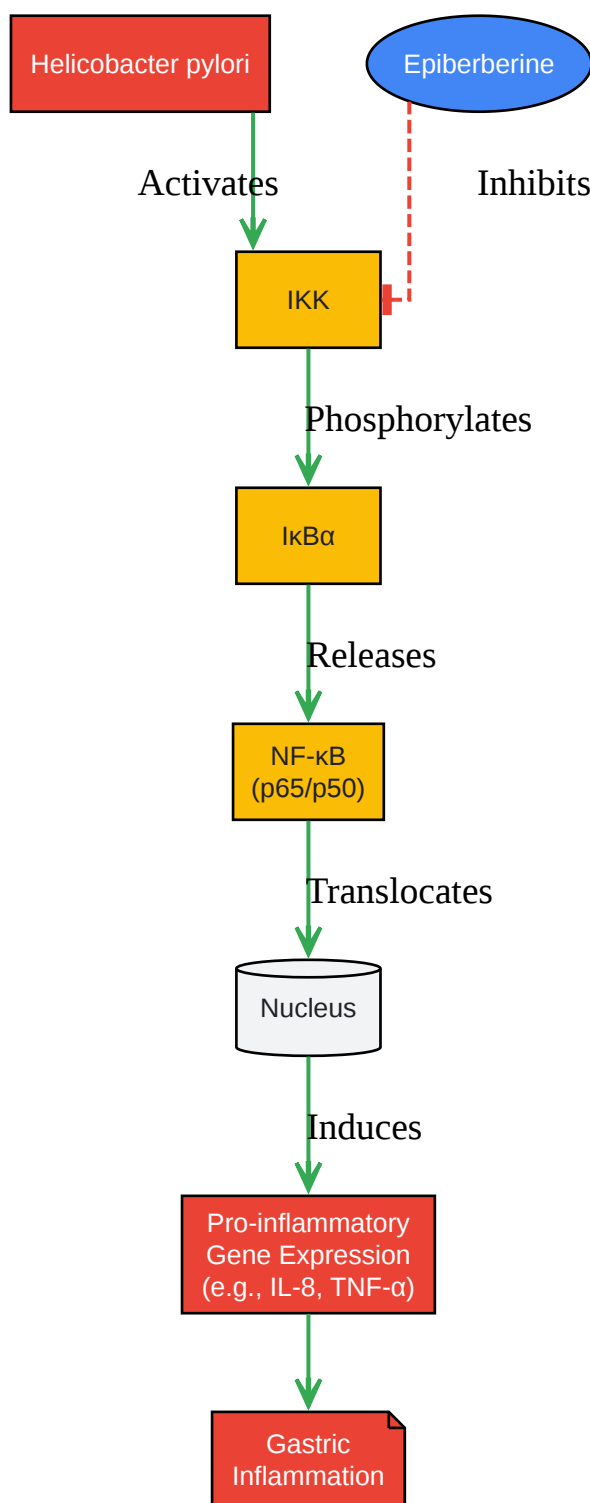 Helicobacter pylori
Epiberberine
Activates
Inhibits
IKK
Phosphorylates
IκBα
Releases
NF-κB
(p65/p50)
Translocates
Nucleus
Induces
Pro-inflammatory
Gene Expression
(e.g., IL-8, TNF-α)
Gastric
Inflammation